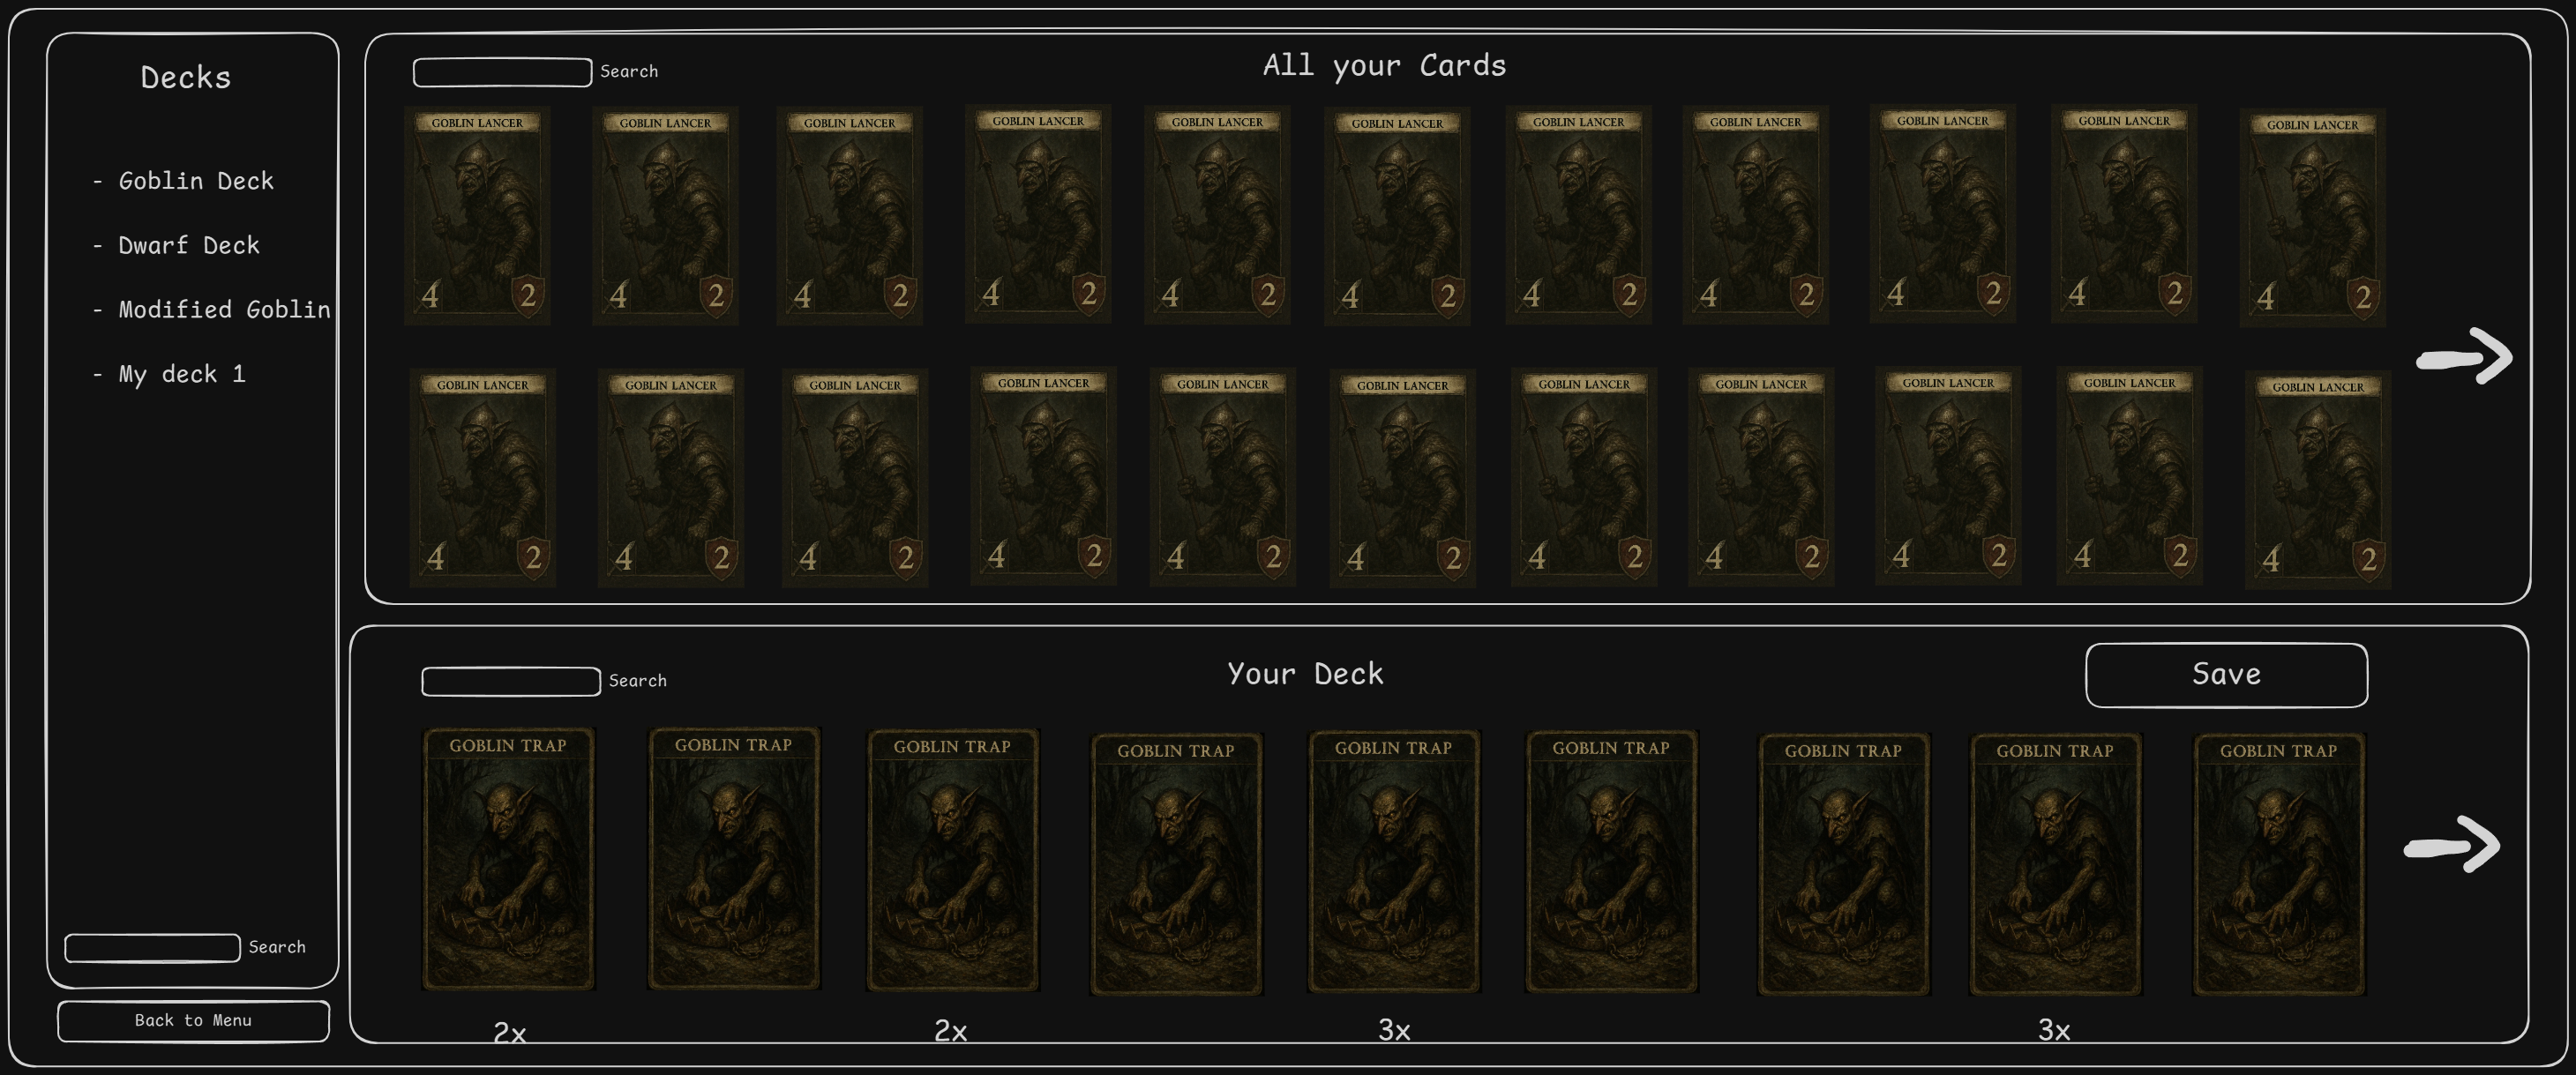 Decks
- Goblin Deck
- Dwarf Deck
- Modified Goblin
- My deck 1
Search
Back to Menu
Search
All your Cards
GOBLIN LANCER GOBLIN LANCER GOBLIN LANCER GOBLIN LANCER GOBLIN LANCER GOBLIN LANCER GOBLIN LANCER GOBLIN LANCER GOBLIN LANCER GOBLIN LANCER GOBLIN LANCER
4 2 4 2 4 2 4 2 4 2 4 2 4 2 4 2 4 2 4 2 4 2
GOBLIN LANCER GOBLIN LANCER GOBLIN LANCER GOBLIN LANCER GOBLIN LANCER GOBLIN LANCER GOBLIN LANCER GOBLIN LANCER GOBLIN LANCER GOBLIN LANCER GOBLIN LANCER
4 2 4 2 4 2 4 2 4 2 4 2 4 2 4 2 4 2 4 2 4 2
Search
Your Deck
Save
GOBLIN TRAP GOBLIN TRAP GOBLIN TRAP GOBLIN TRAP GOBLIN TRAP GOBLIN TRAP GOBLIN TRAP GOBLIN TRAP GOBLIN TRAP
2x 2x 3x 3x